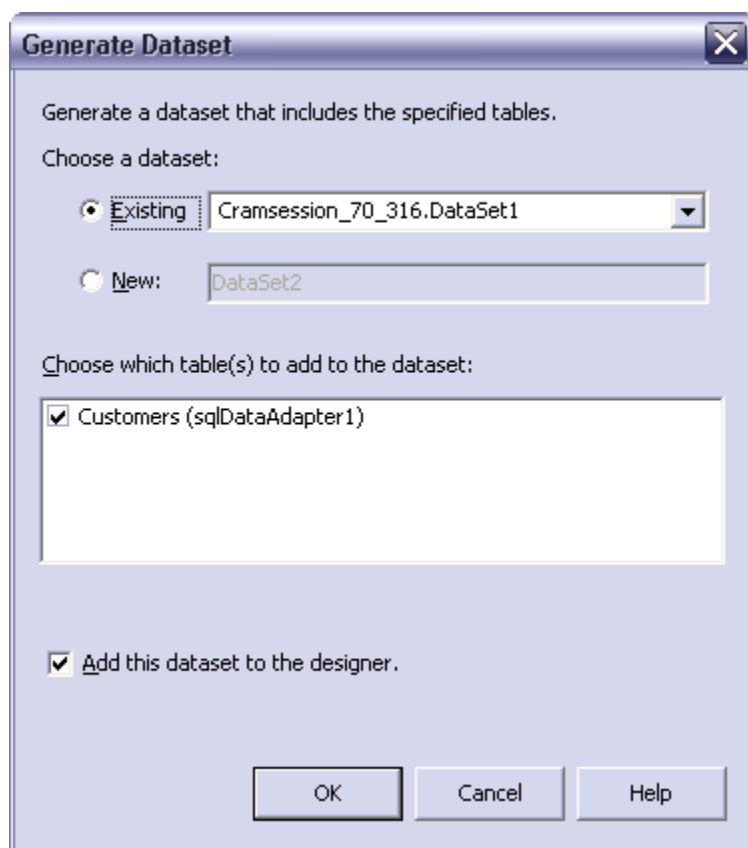 Generate Dataset
Generate a dataset that includes the specified tables.
Choose a dataset:
Existing Cramsession_70_316.DataSet1
New: DataSet2
Choose which table(s) to add to the dataset:
Customers (sqlDataAdapter1)
Add this dataset to the designer.
OK Cancel Help